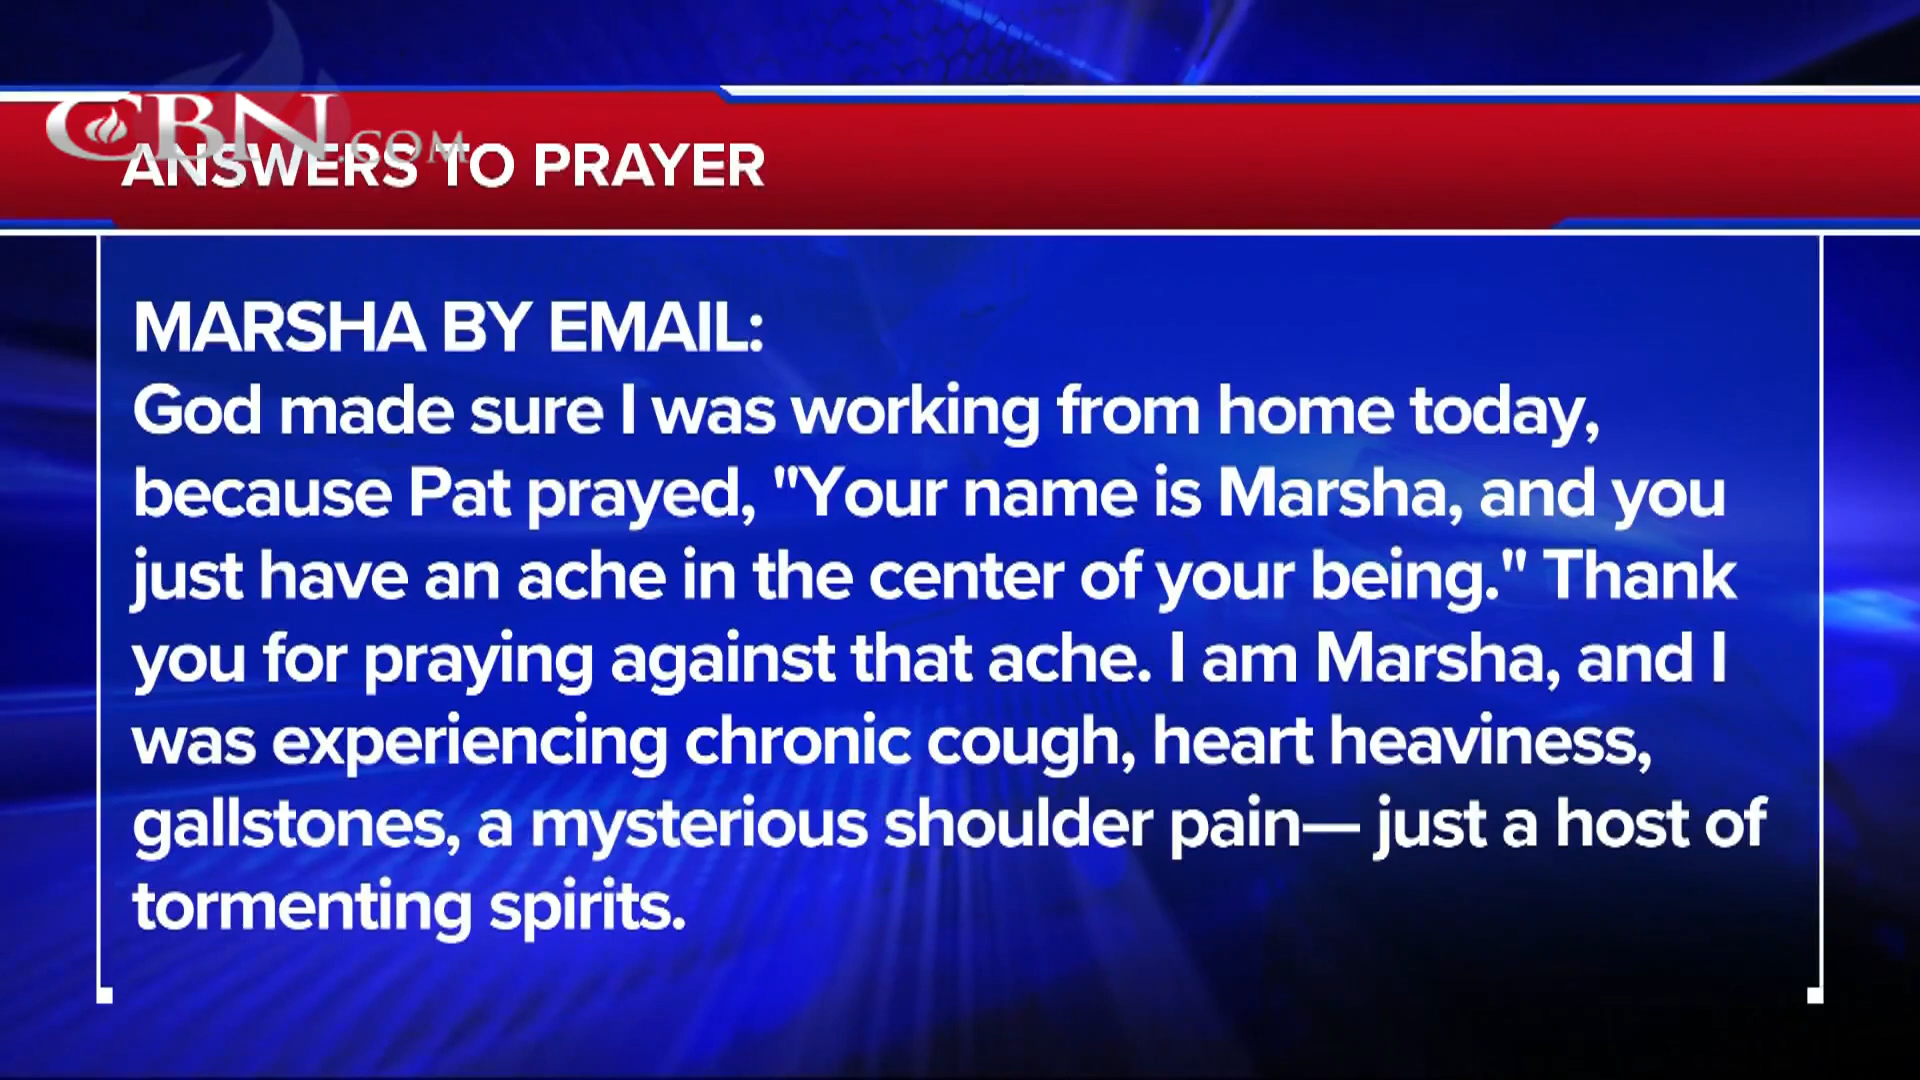 CBN.COM
ANSWERS TO PRAYER
MARSHA BY EMAIL:
God made sure I was working from home today,
because Pat prayed, "Your name is Marsha, and you
just have an ache in the center of your being." Thank
you for praying against that ache. I am Marsha, and I
was experiencing chronic cough, heart heaviness,
gallstones, a mysterious shoulder pain— just a host of
tormenting spirits.